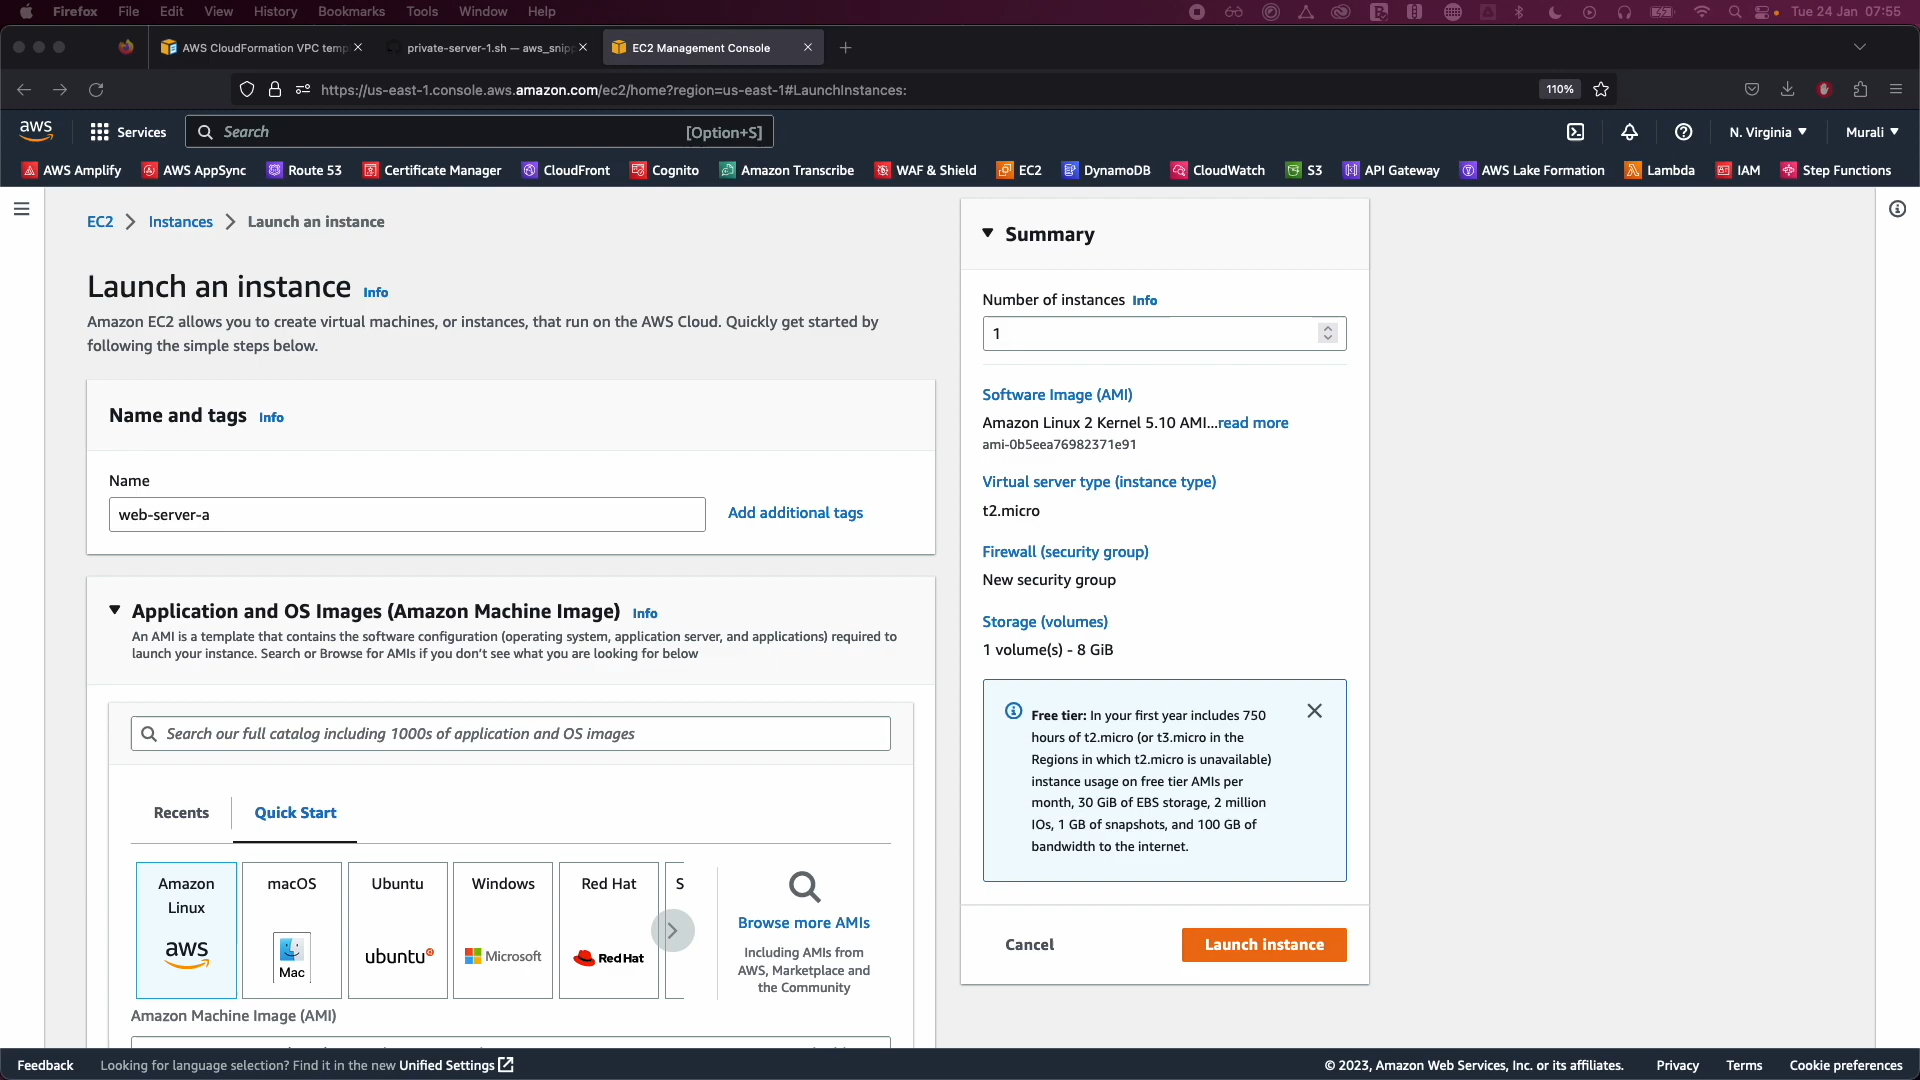 Firefox File Edit View History Bookmarks Tools Window Help
Tue 24 Jan 07:55
AWS CloudFormation VPC temp
private-server-1.sh — aws_snipp
EC2 Management Console
https://us-east-1.console.aws.amazon.com/ec2/home?region=us-east-1#LaunchInstances:
110%
aws
Services
Search
[Option+S]
N. Virginia
Murali
AWS Amplify
AWS AppSync
Route 53
Certificate Manager
CloudFront
Cognito
Amazon Transcribe
WAF & Shield
EC2
DynamoDB
CloudWatch
S3
API Gateway
AWS Lake Formation
Lambda
IAM
Step Functions
EC2 > Instances > Launch an instance
Launch an instance Info
Amazon EC2 allows you to create virtual machines, or instances, that run on the AWS Cloud. Quickly get started by
following the simple steps below.
Name and tags Info
Name
web-server-a
Add additional tags
Application and OS Images (Amazon Machine Image) Info
An AMI is a template that contains the software configuration (operating system, application server, and applications) required to
launch your instance. Search or Browse for AMIs if you don't see what you are looking for below
Search our full catalog including 1000s of application and OS images
Recents
Quick Start
Amazon
Linux
aws
macOS
Mac
Ubuntu
ubuntu
Windows
Microsoft
Red Hat
Red Hat
S
Browse more AMIs
Including AMIs from
AWS, Marketplace and
the Community
Amazon Machine Image (AMI)
Summary
Number of instances Info
1
Software Image (AMI)
Amazon Linux 2 Kernel 5.10 AMI...read more
ami-0b5eea76982371e91
Virtual server type (instance type)
t2.micro
Firewall (security group)
New security group
Storage (volumes)
1 volume(s) - 8 GiB
Free tier: In your first year includes 750
hours of t2.micro (or t3.micro in the
Regions in which t2.micro is unavailable)
instance usage on free tier AMIs per
month, 30 GiB of EBS storage, 2 million
IOs, 1 GB of snapshots, and 100 GB of
bandwidth to the internet.
Cancel
Launch instance
Feedback
Looking for language selection? Find it in the new Unified Settings
© 2023, Amazon Web Services, Inc. or its affiliates.
Privacy
Terms
Cookie preferences